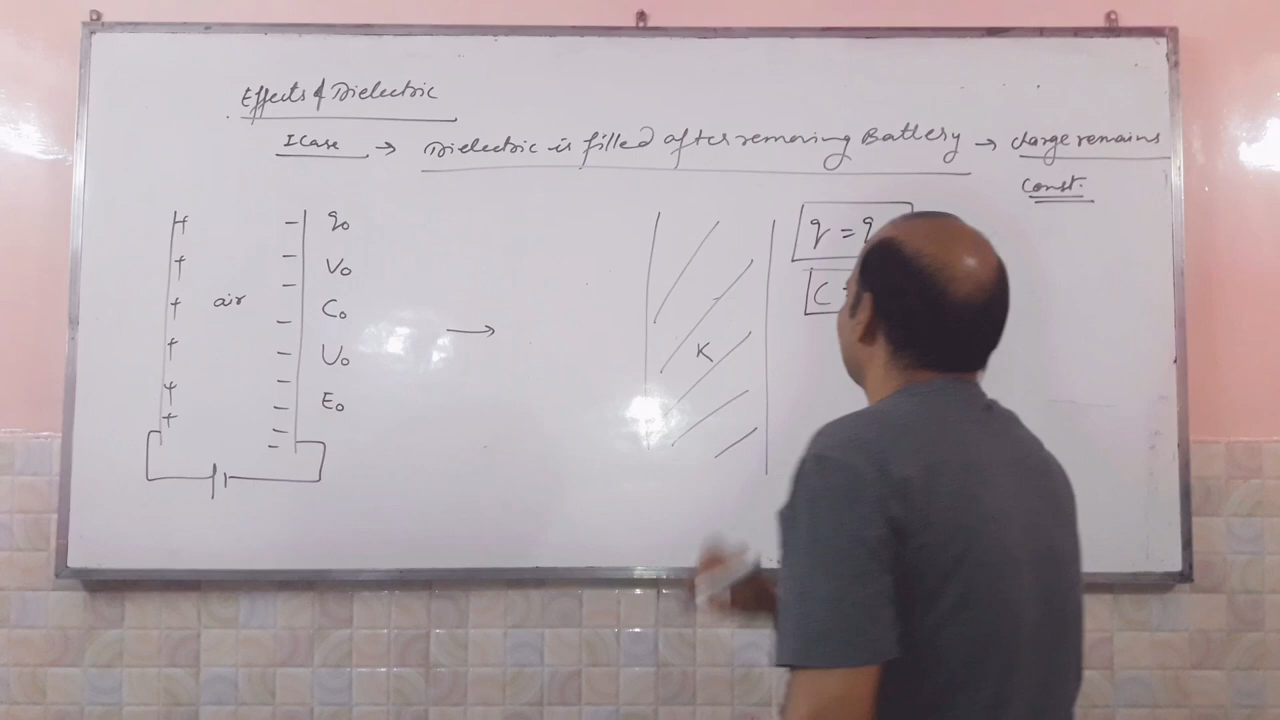 Effects of Dielectric
I Case → Dielectric is filled after removing Battery → charge remains
const.
+ - q₀
+ - V₀
+ air - C₀
+ - U₀
+ - E₀
+ -
→
K
q = q
C =